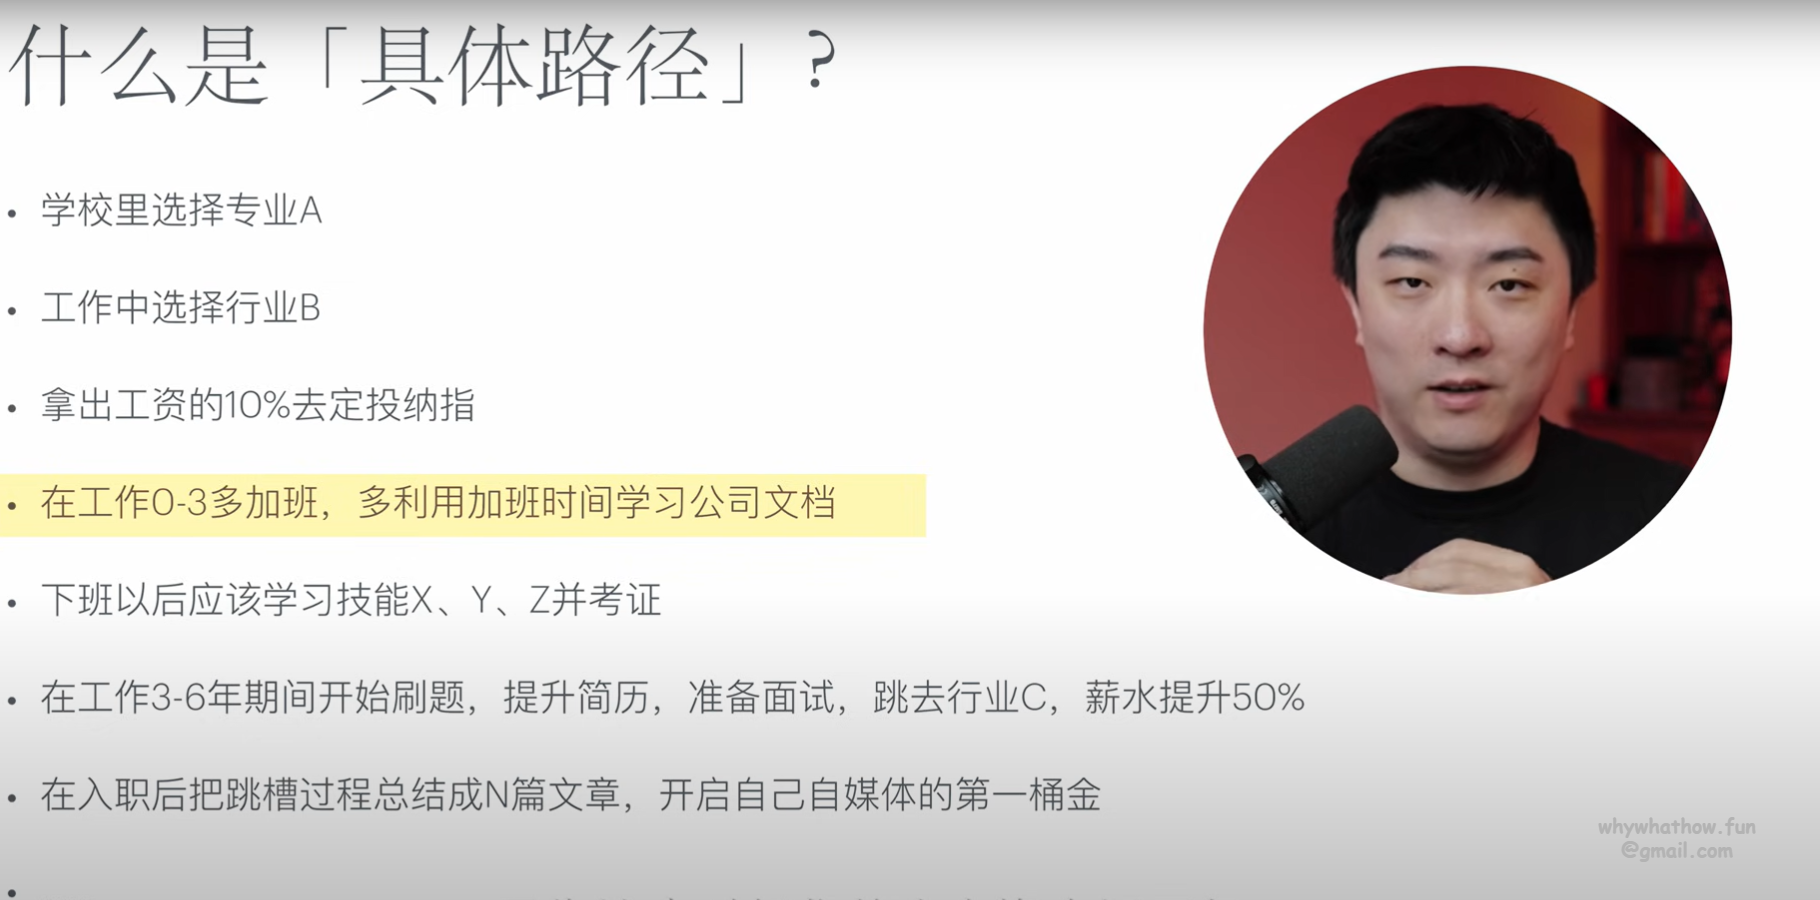 什么是「具体路径」?
• 学校里选择专业A
• 工作中选择行业B
• 拿出工资的10%去定投纳指
• 在工作0-3多加班，多利用加班时间学习公司文档
• 下班以后应该学习技能X、Y、Z并考证
• 在工作3-6年期间开始刷题，提升简历，准备面试，跳去行业C，薪水提升50%
• 在入职后把跳槽过程总结成N篇文章，开启自己自媒体的第一桶金
•
whywhathow.fun
@gmail.com